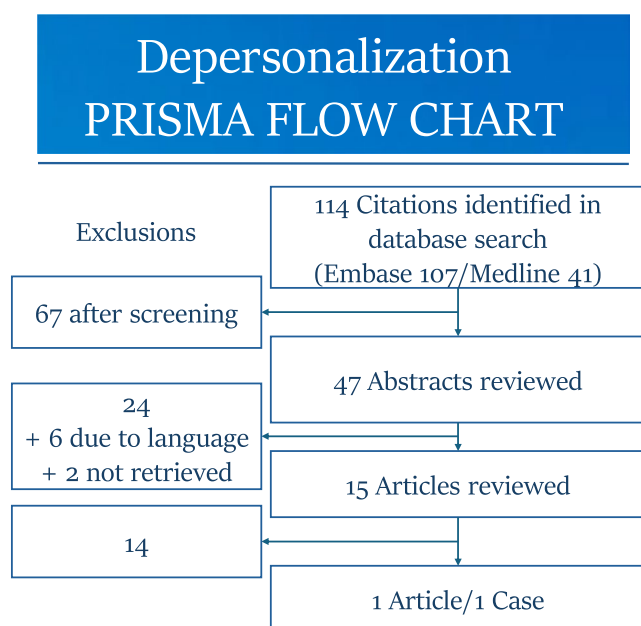 Depersonalization
PRISMA FLOW CHART
Exclusions
114 Citations identified in
database search
(Embase 107/Medline 41)
67 after screening
47 Abstracts reviewed
24
+ 6 due to language
+ 2 not retrieved
15 Articles reviewed
14
1 Article/1 Case